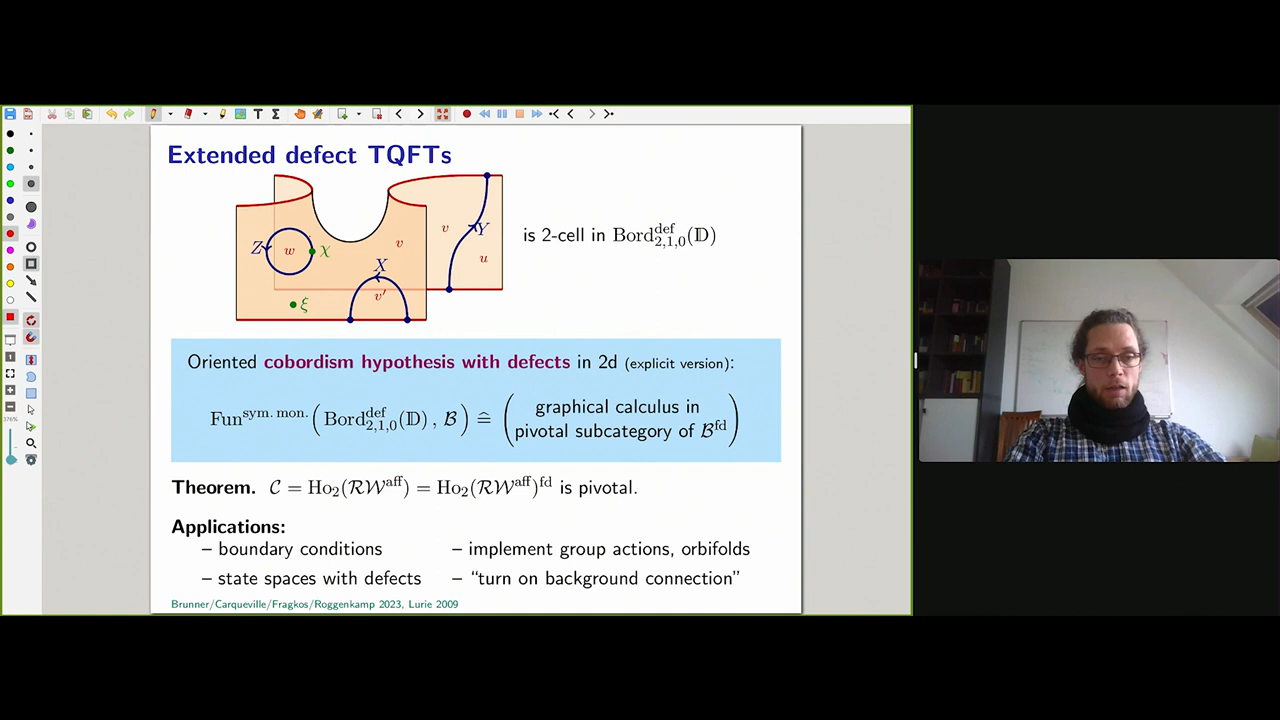 Extended defect TQFTs
Z w χ v v Y u
X
v′
ξ
is 2-cell in Bord^def_{2,1,0}(𝔻)
Oriented cobordism hypothesis with defects in 2d (explicit version):
Fun^{sym. mon.}(Bord^def_{2,1,0}(𝔻), ℬ) ≙ (graphical calculus in
pivotal subcategory of ℬ^fd)
Theorem. 𝒞 = Ho₂(ℛ𝒲^aff) = Ho₂(ℛ𝒲^aff)^fd is pivotal.
Applications:
– boundary conditions – implement group actions, orbifolds
– state spaces with defects – “turn on background connection”
Brunner/Carqueville/Fragkos/Roggenkamp 2023, Lurie 2009